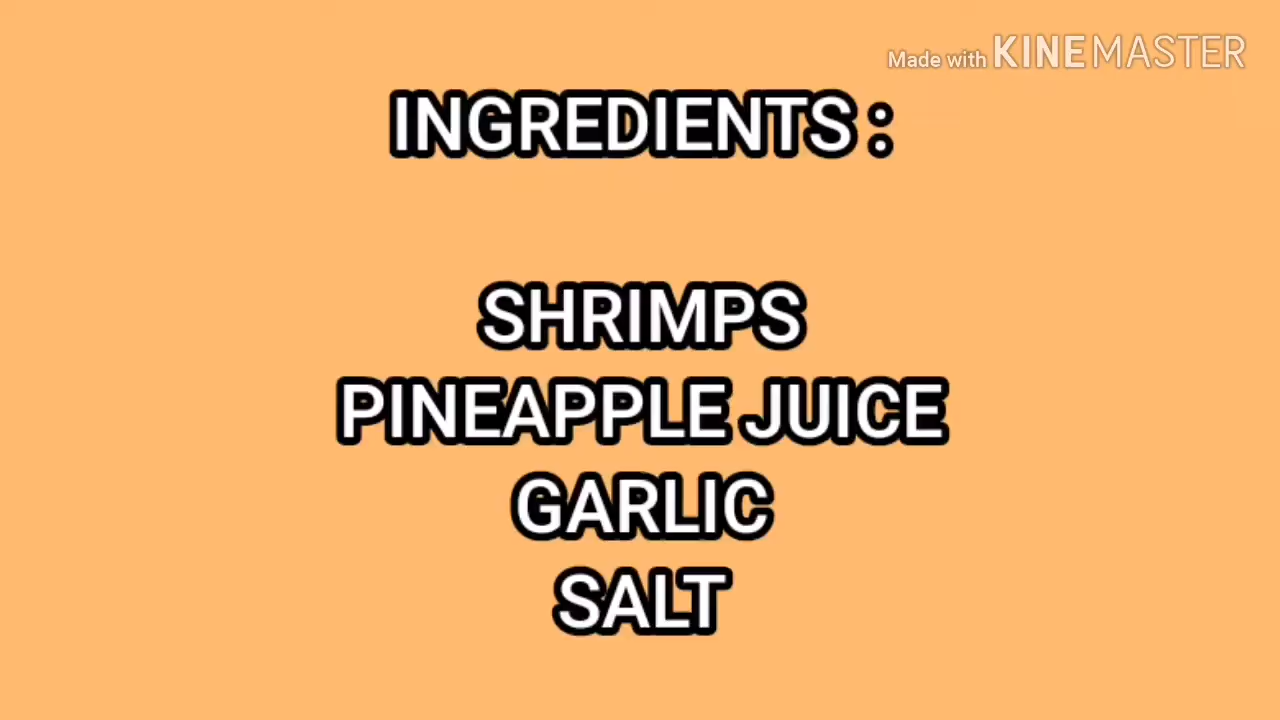 Made with KINEMASTER
INGREDIENTS :
SHRIMPS
PINEAPPLE JUICE
GARLIC
SALT